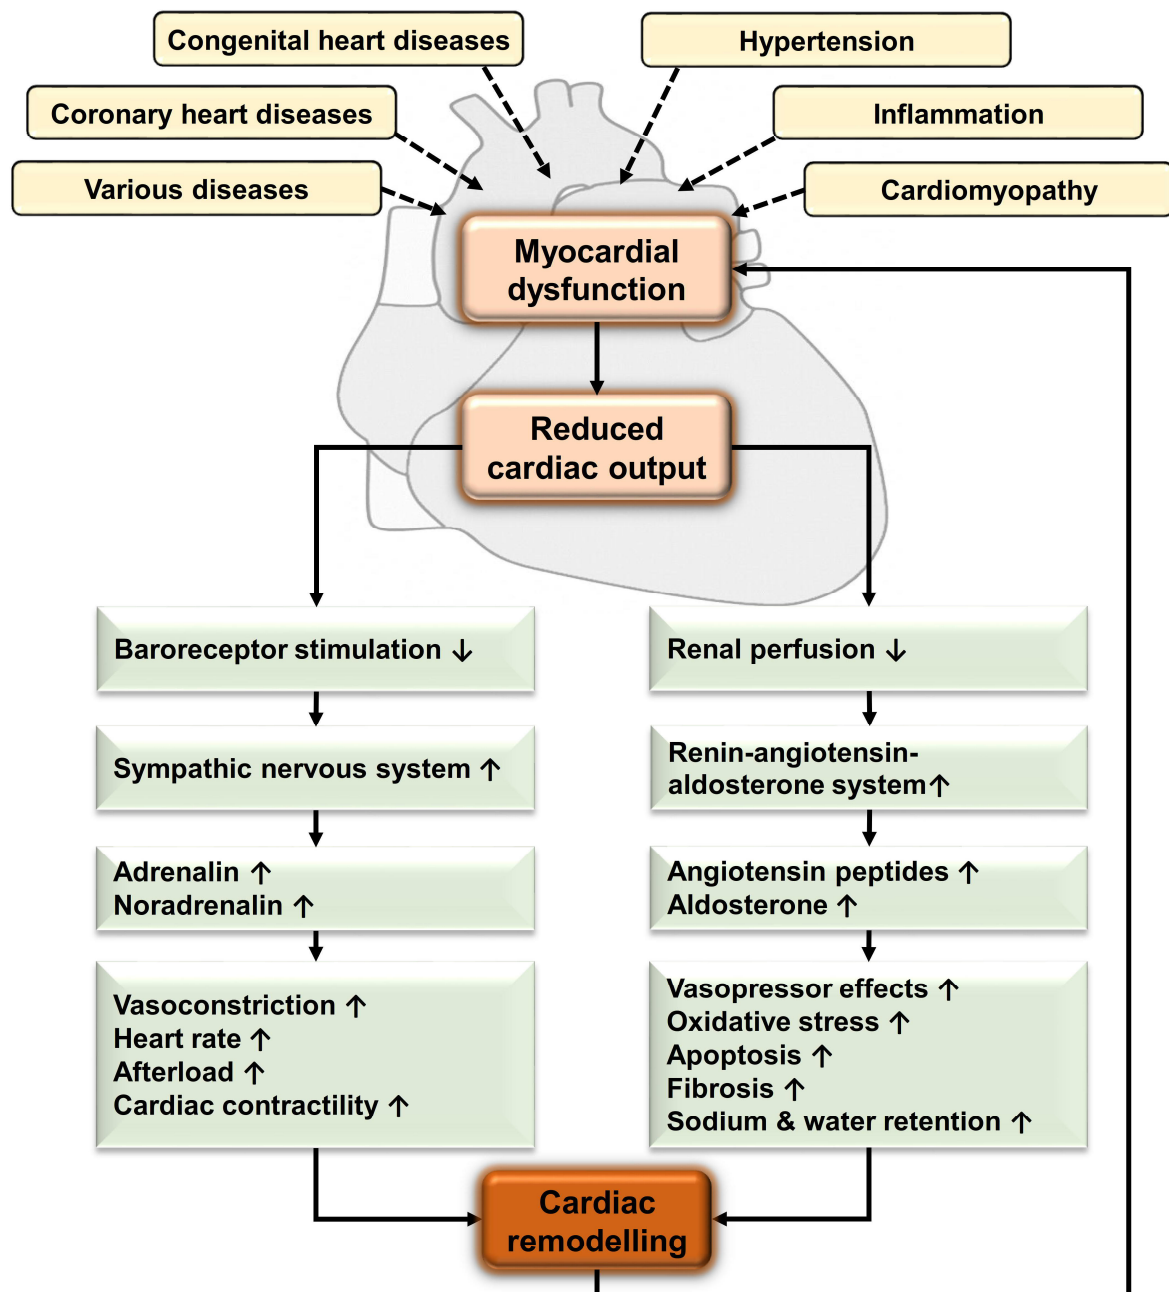 Congenital heart diseases
Hypertension
Coronary heart diseases
Inflammation
Various diseases
Cardiomyopathy
Myocardial
dysfunction
Reduced
cardiac output
Baroreceptor stimulation ↓
Sympathic nervous system ↑
Adrenalin ↑
Noradrenalin ↑
Vasoconstriction ↑
Heart rate ↑
Afterload ↑
Cardiac contractility ↑
Renal perfusion ↓
Renin-angiotensin-
aldosterone system↑
Angiotensin peptides ↑
Aldosterone ↑
Vasopressor effects ↑
Oxidative stress ↑
Apoptosis ↑
Fibrosis ↑
Sodium & water retention ↑
Cardiac
remodelling